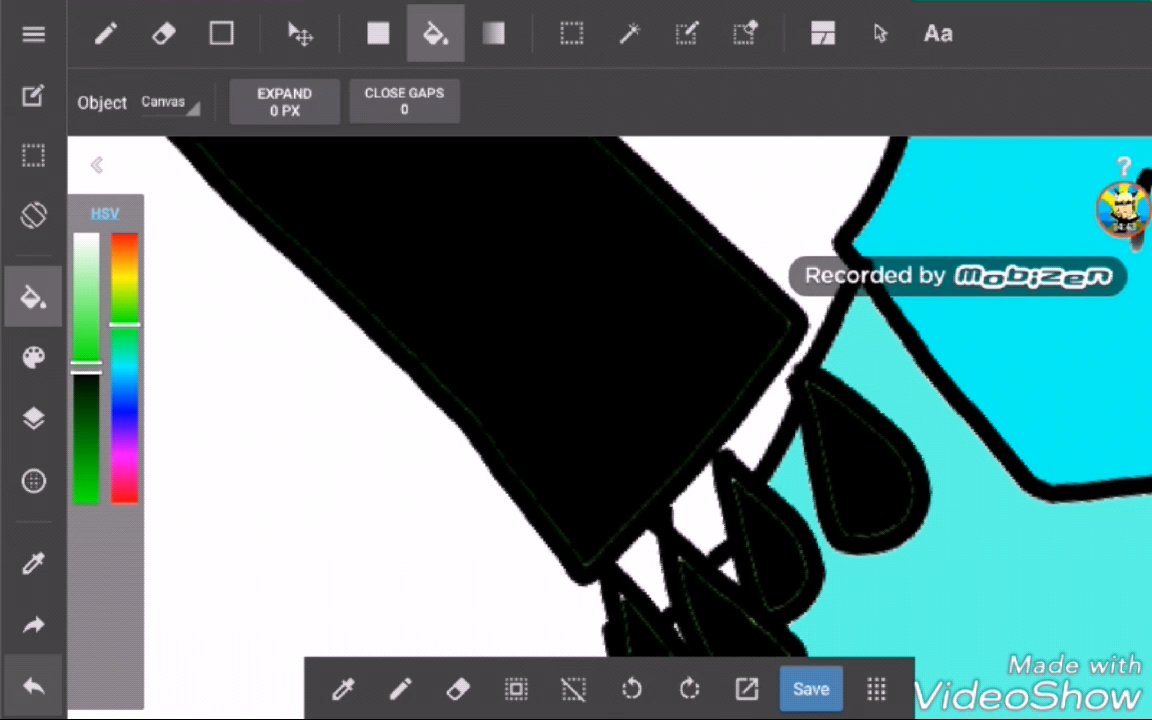 Aa
Object Canvas
EXPAND
0 PX
CLOSE GAPS
0
?
HSV
Recorded by mobizen
Made with
VideoShow
Save